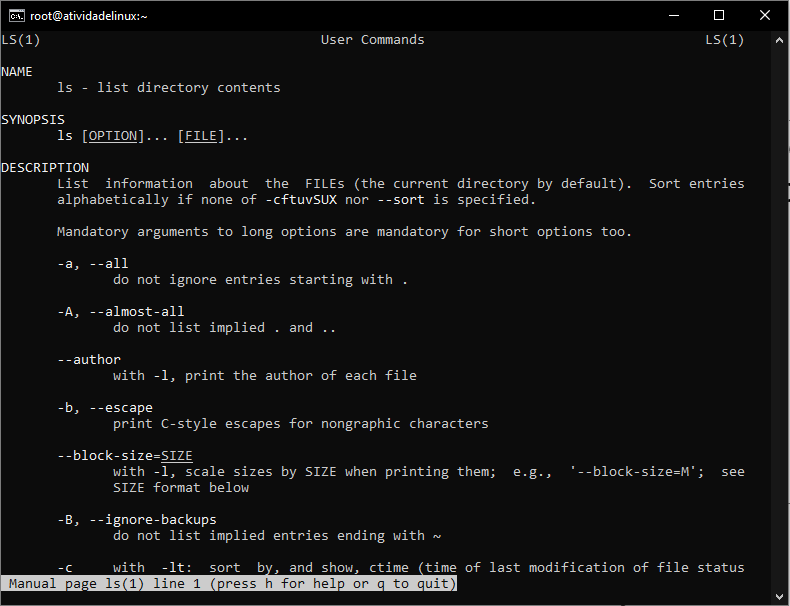 root@atividadelinux:~
LS(1) User Commands LS(1)
NAME
ls - list directory contents
SYNOPSIS
ls [OPTION]... [FILE]...
DESCRIPTION
List information about the FILEs (the current directory by default). Sort entries
alphabetically if none of -cftuvSUX nor --sort is specified.
Mandatory arguments to long options are mandatory for short options too.
-a, --all
do not ignore entries starting with .
-A, --almost-all
do not list implied . and ..
--author
with -l, print the author of each file
-b, --escape
print C-style escapes for nongraphic characters
--block-size=SIZE
with -l, scale sizes by SIZE when printing them; e.g., '--block-size=M'; see
SIZE format below
-B, --ignore-backups
do not list implied entries ending with ~
-c with -lt: sort by, and show, ctime (time of last modification of file status
Manual page ls(1) line 1 (press h for help or q to quit)